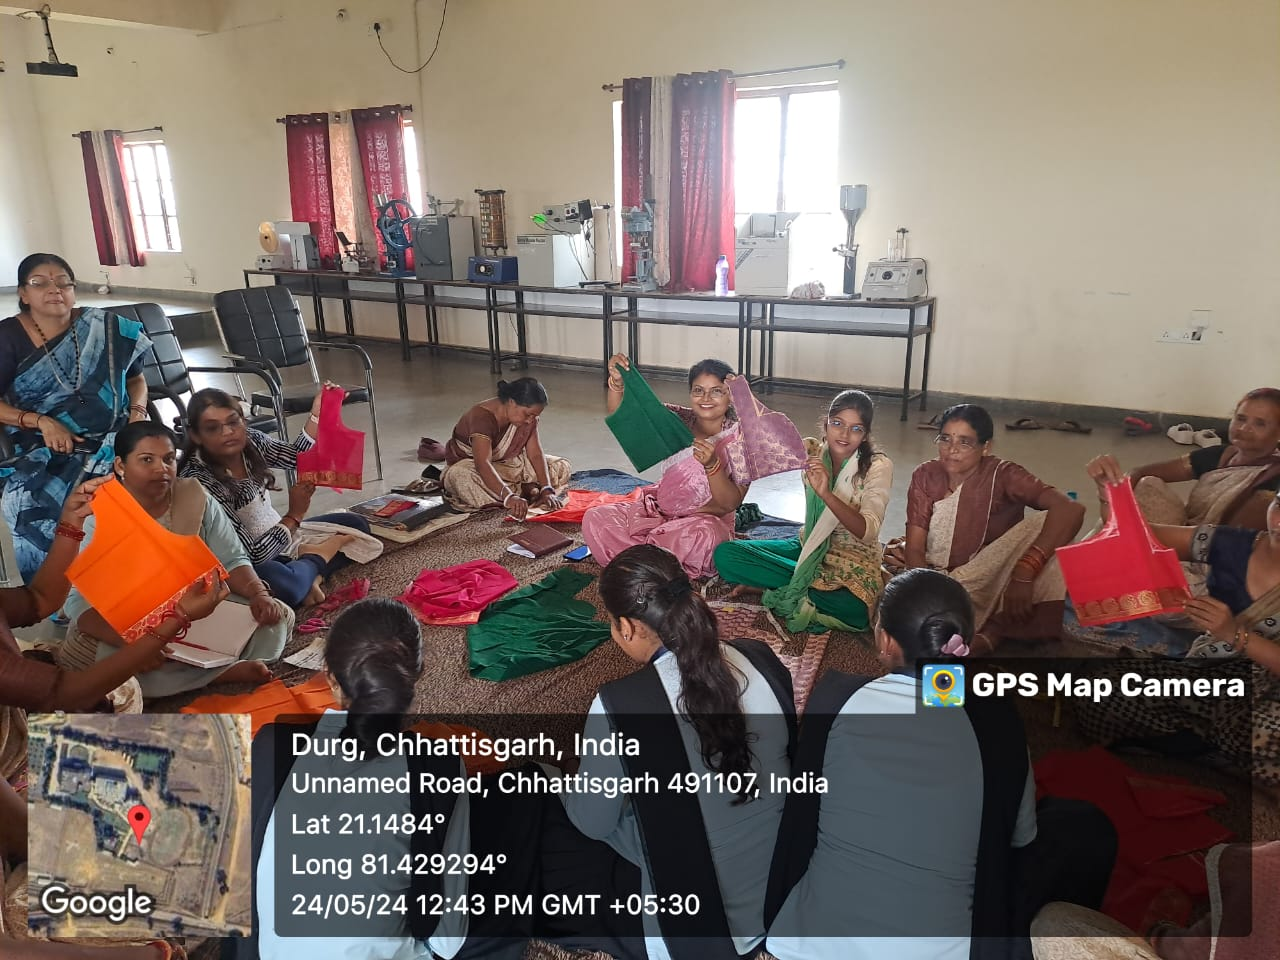 GPS Map Camera
Durg, Chhattisgarh, India
Unnamed Road, Chhattisgarh 491107, India
Lat 21.1484°
Long 81.429294°
24/05/24 12:43 PM GMT +05:30
Google